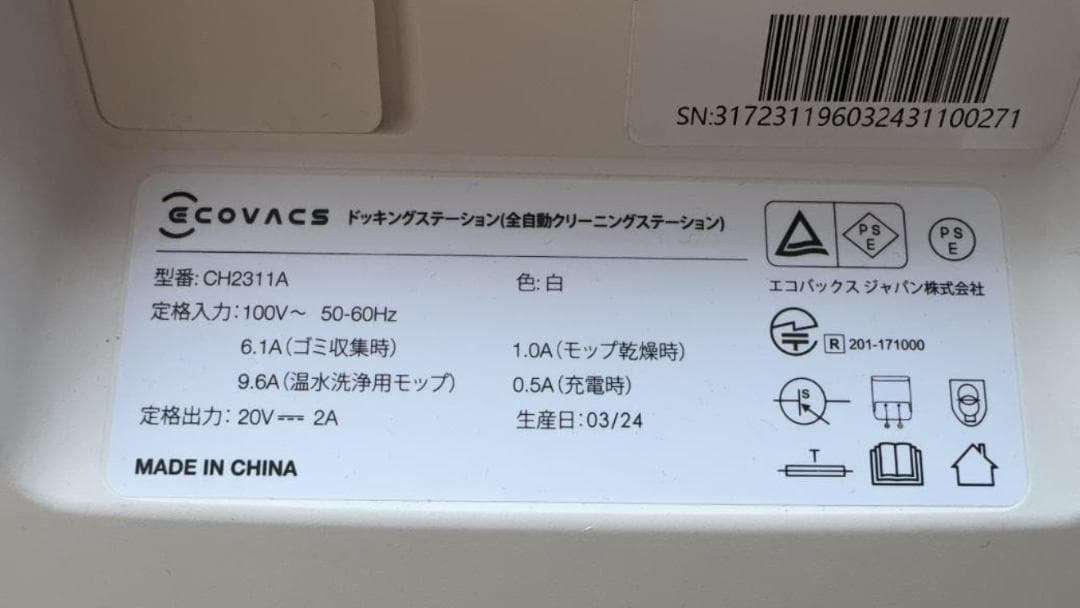 SN:317231196032431100271
ECOVACS ドッキングステーション(全自動クリーニングステーション)
型番: CH2311A
色: 白
定格入力: 100V～ 50-60Hz
6.1A(ゴミ収集時)
1.0A(モップ乾燥時)
9.6A(温水洗浄用モップ)
0.5A(充電時)
定格出力: 20V⎓ 2A
生産日: 03/24
MADE IN CHINA
PS E
PS E
エコバックス ジャパン株式会社
R 201-171000
S
T